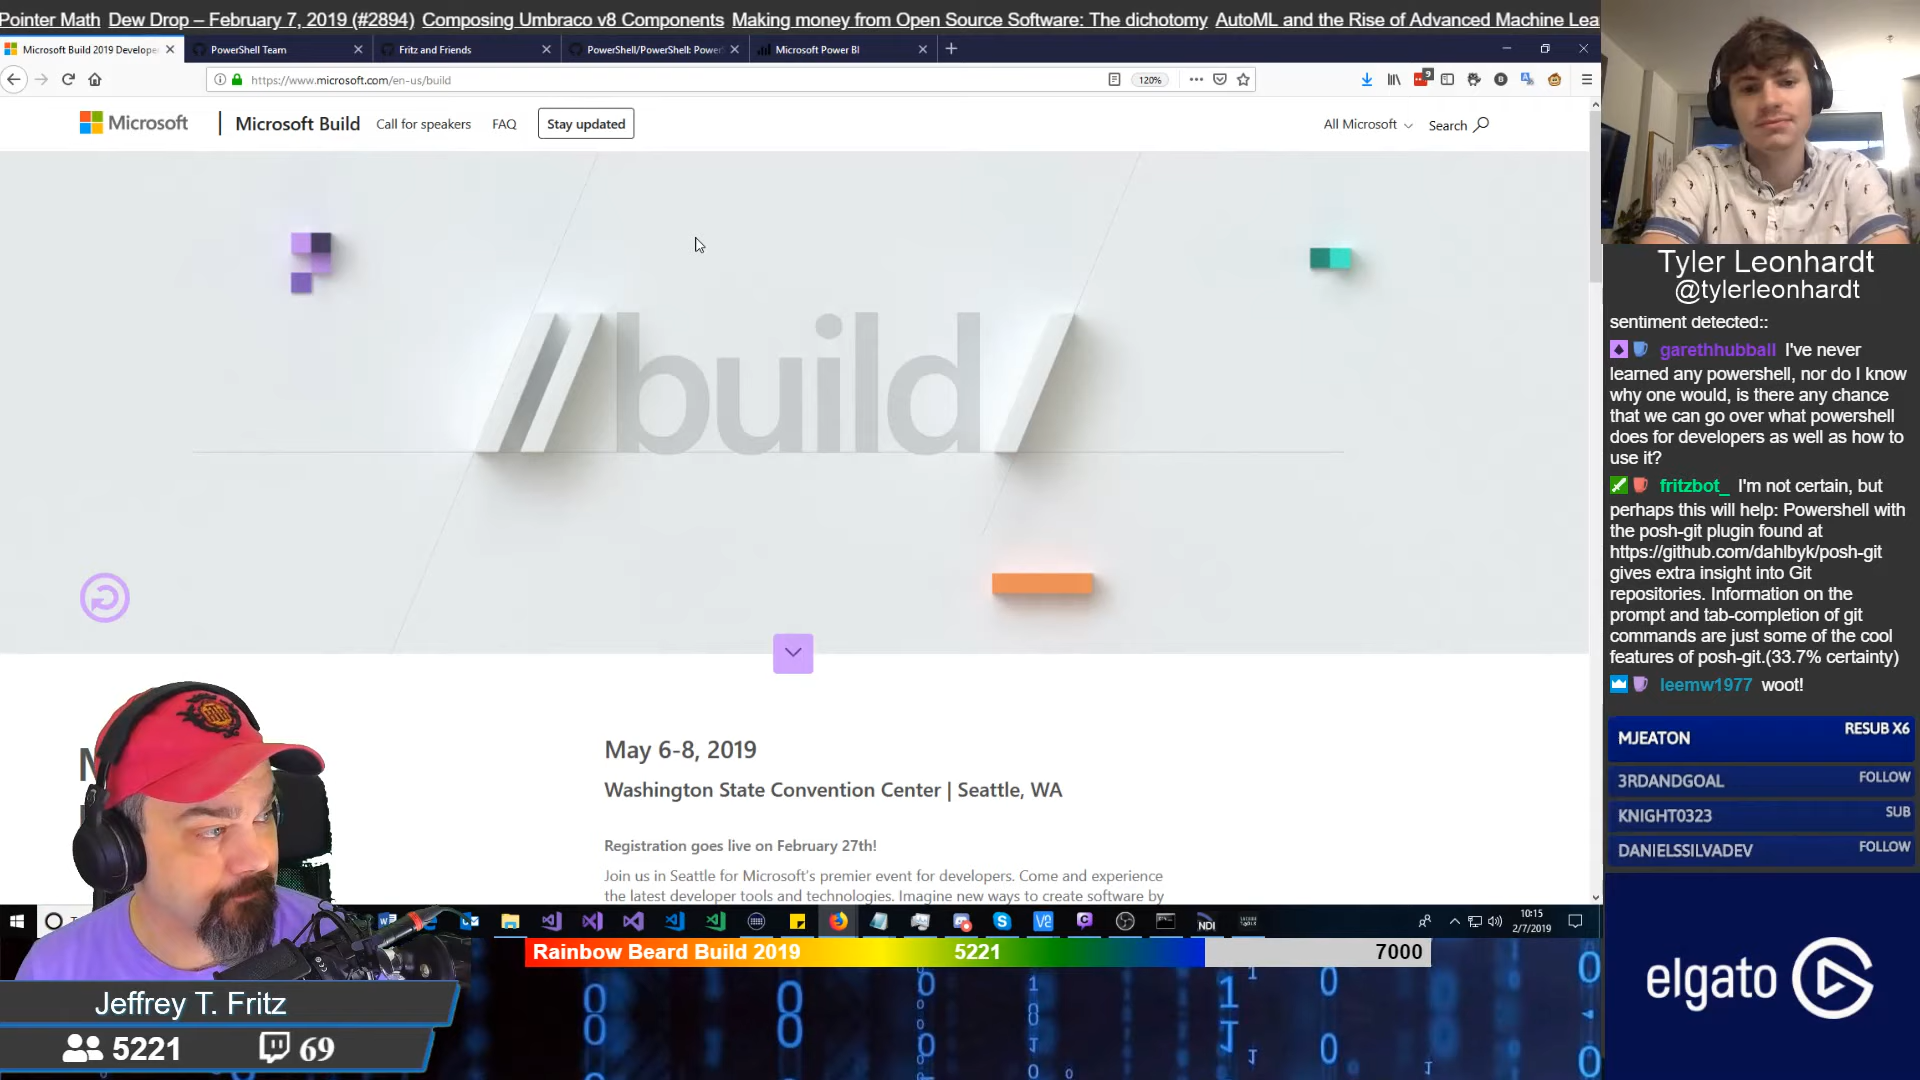 Pointer Math Dew Drop – February 7, 2019 (#2894) Composing Umbraco v8 Components Making money from Open Source Software: The dichotomy AutoML and the Rise of Advanced Machine Lea
Microsoft Build 2019 Develope
PowerShell Team
Fritz and Friends
PowerShell/PowerShell: Power
Microsoft Power BI
https://www.microsoft.com/en-us/build
120%
9
Microsoft
Microsoft Build
Call for speakers
FAQ
Stay updated
All Microsoft
Search
//build/
May 6-8, 2019
Washington State Convention Center | Seattle, WA
Registration goes live on February 27th!
Join us in Seattle for Microsoft's premier event for developers. Come and experience
the latest developer tools and technologies. Imagine new ways to create software by
Tyler Leonhardt
@tylerleonhardt
sentiment detected::
garethhubball I've never
learned any powershell, nor do I know
why one would, is there any chance
that we can go over what powershell
does for developers as well as how to
use it?
fritzbot_ I'm not certain, but
perhaps this will help: Powershell with
the posh-git plugin found at
https://github.com/dahlbyk/posh-git
gives extra insight into Git
repositories. Information on the
prompt and tab-completion of git
commands are just some of the cool
features of posh-git.(33.7% certainty)
leemw1977 woot!
MJEATON RESUB X6
3RDANDGOAL FOLLOW
KNIGHT0323 SUB
DANIELSSILVADEV FOLLOW
elgato
NDI
10:15
2/7/2019
Rainbow Beard Build 2019 5221 7000
Jeffrey T. Fritz
5221 69